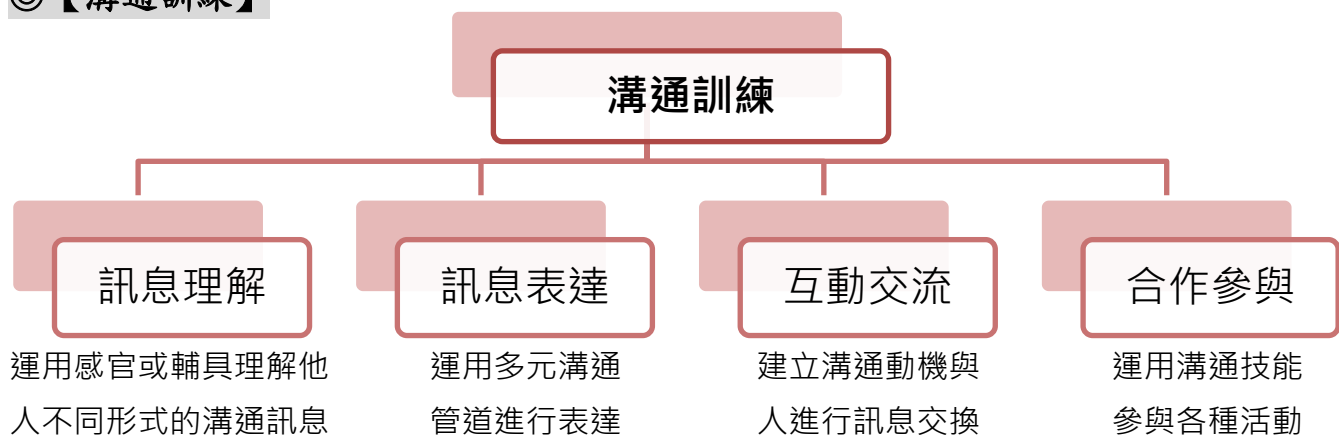 ◎【溝通訓練】
溝通訓練
訊息理解
運用感官或輔具理解他
人不同形式的溝通訊息
訊息表達
運用多元溝通
管道進行表達
互動交流
建立溝通動機與
人進行訊息交換
合作參與
運用溝通技能
參與各種活動